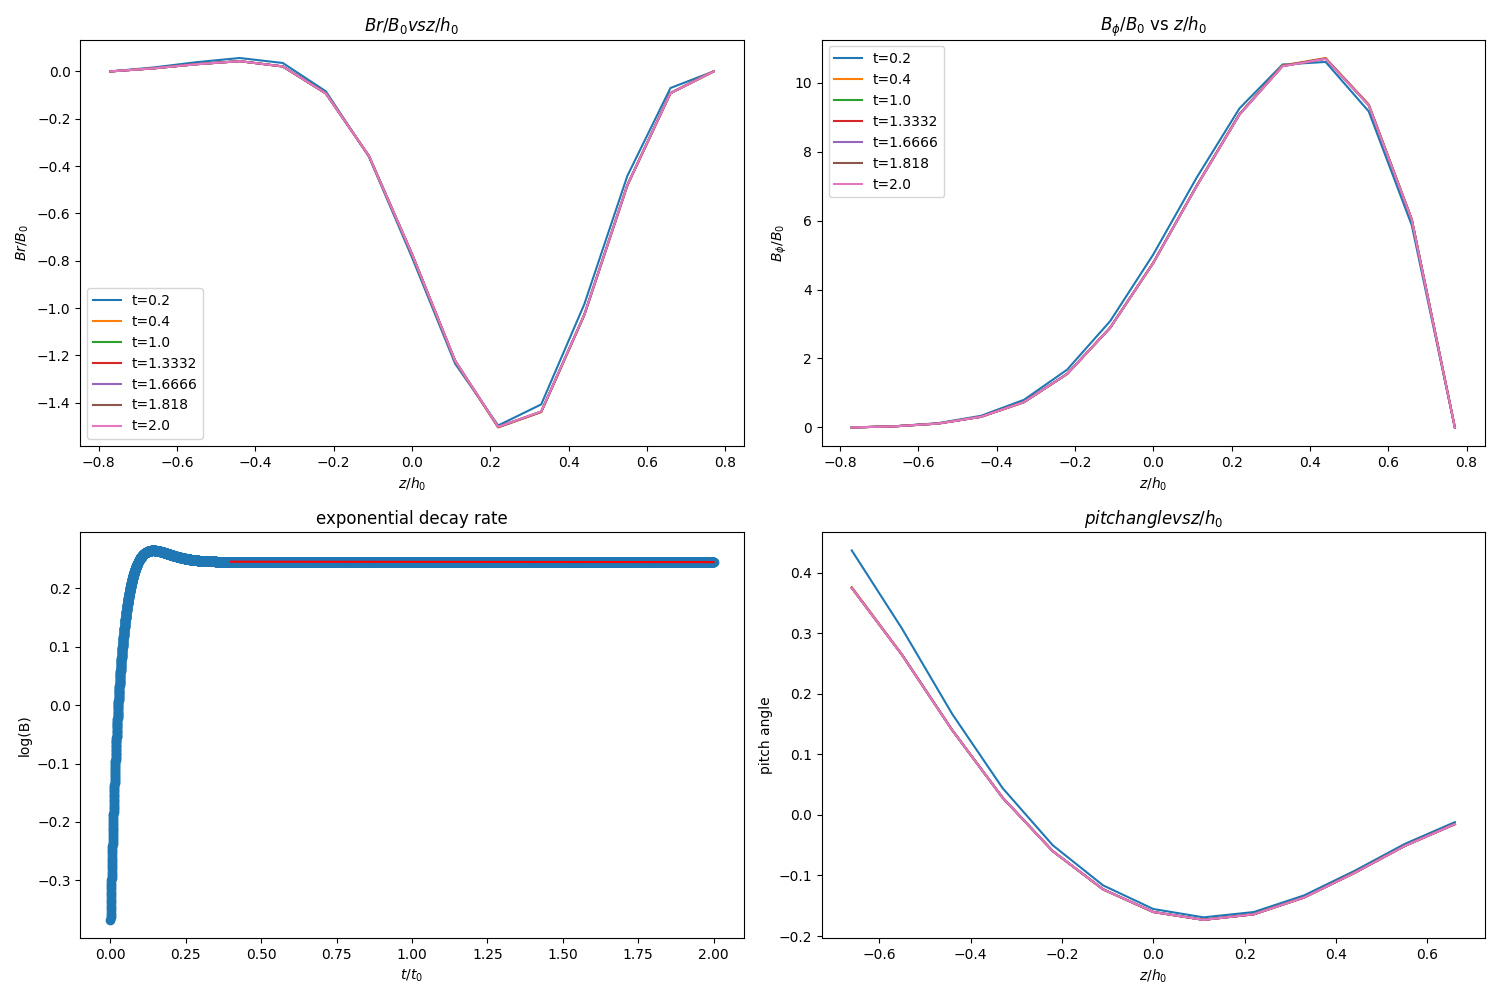 Br/B₀vsz/h₀
0.0
−0.2
−0.4
−0.6
−0.8
−1.0
−1.2
−1.4
Br/B₀
t=0.2
t=0.4
t=1.0
t=1.3332
t=1.6666
t=1.818
t=2.0
−0.8 −0.6 −0.4 −0.2 0.0 0.2 0.4 0.6 0.8
z/h₀
B_ϕ/B₀ vs z/h₀
t=0.2
t=0.4
t=1.0
t=1.3332
t=1.6666
t=1.818
t=2.0
10
8
6
4
2
0
B_ϕ/B₀
−0.8 −0.6 −0.4 −0.2 0.0 0.2 0.4 0.6 0.8
z/h₀
exponential decay rate
0.2
0.1
0.0
−0.1
−0.2
−0.3
log(B)
0.00 0.25 0.50 0.75 1.00 1.25 1.50 1.75 2.00
t/t₀
pitchanglevsz/h₀
0.4
0.3
0.2
0.1
0.0
−0.1
−0.2
pitch angle
−0.6 −0.4 −0.2 0.0 0.2 0.4 0.6
z/h₀